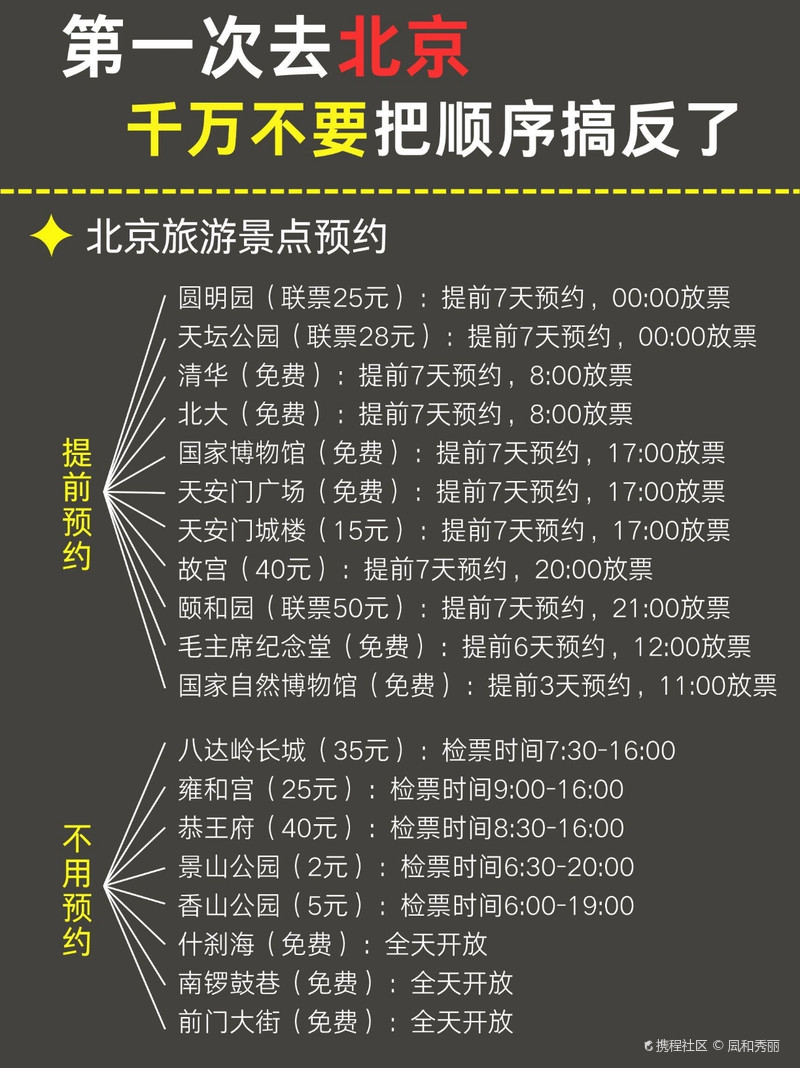 第一次去北京
千万不要把顺序搞反了
北京旅游景点预约
提前预约
圆明园（联票25元）：提前7天预约，00:00放票
天坛公园（联票28元）：提前7天预约，00:00放票
清华（免费）：提前7天预约，8:00放票
北大（免费）：提前7天预约，8:00放票
国家博物馆（免费）：提前7天预约，17:00放票
天安门广场（免费）：提前7天预约，17:00放票
天安门城楼（15元）：提前7天预约，17:00放票
故宫（40元）：提前7天预约，20:00放票
颐和园（联票50元）：提前7天预约，21:00放票
毛主席纪念堂（免费）：提前6天预约，12:00放票
国家自然博物馆（免费）：提前3天预约，11:00放票
不用预约
八达岭长城（35元）：检票时间7:30-16:00
雍和宫（25元）：检票时间9:00-16:00
恭王府（40元）：检票时间8:30-16:00
景山公园（2元）：检票时间6:30-20:00
香山公园（5元）：检票时间6:00-19:00
什刹海（免费）：全天开放
南锣鼓巷（免费）：全天开放
前门大街（免费）：全天开放
携程社区 © 凬和秀丽